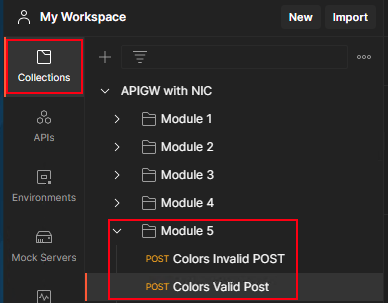 My Workspace
New
Import
Collections
APIs
Environments
Mock Servers
APIGW with NIC
Module 1
Module 2
Module 3
Module 4
Module 5
POST Colors Invalid POST
POST Colors Valid Post